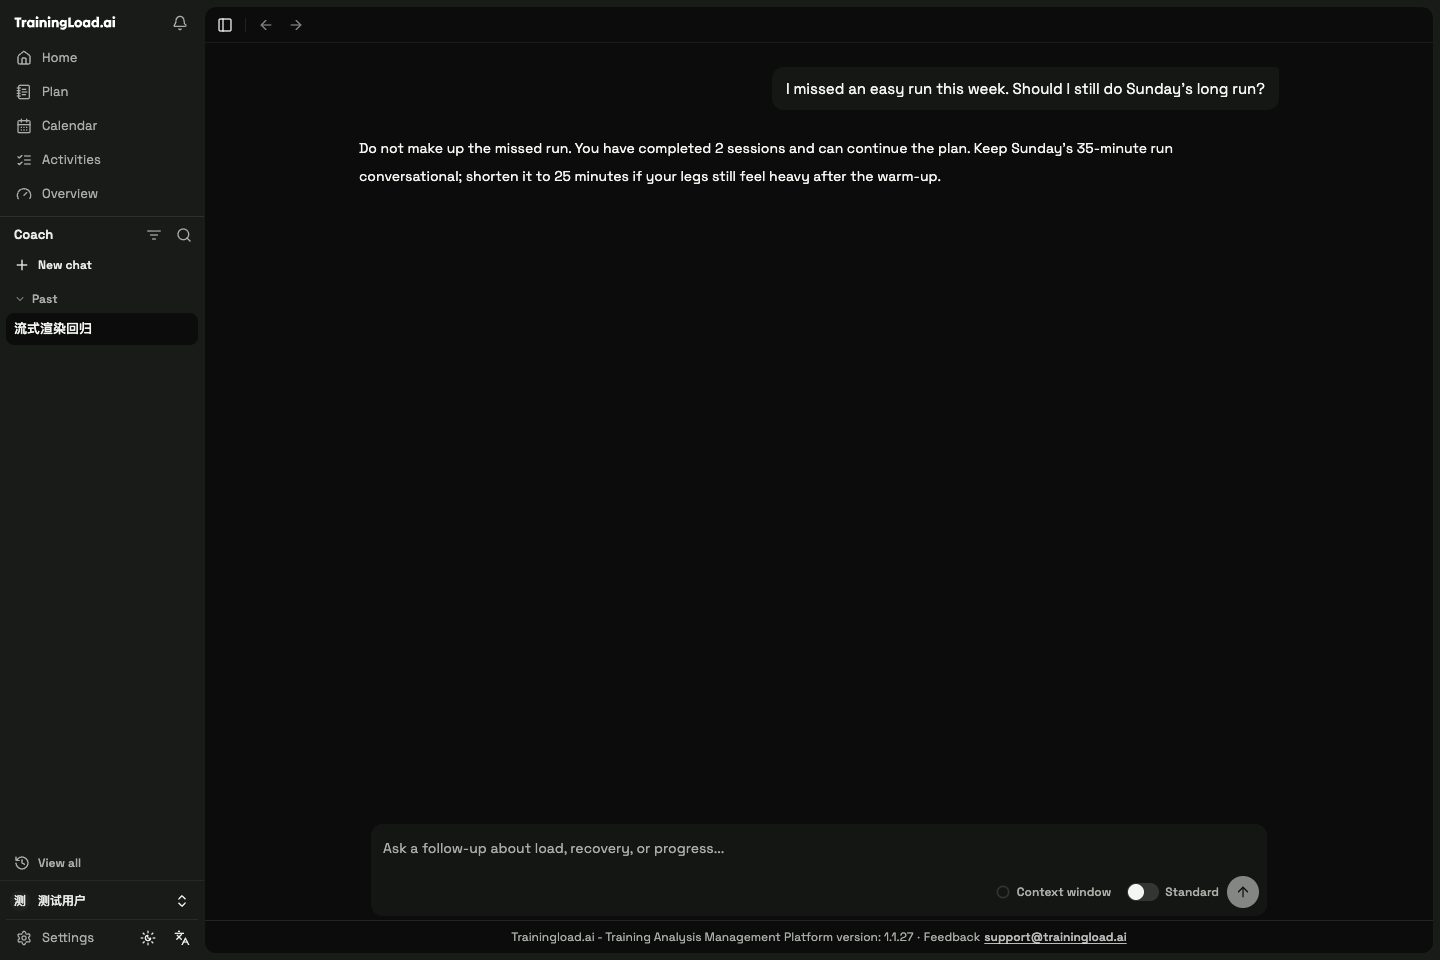 TrainingLoad.ai
Home
Plan
Calendar
Activities
Overview
Coach
New chat
Past
流式渲染回归
View all
测 测试用户
Settings
I missed an easy run this week. Should I still do Sunday's long run?
Do not make up the missed run. You have completed 2 sessions and can continue the plan. Keep Sunday's 35-minute run
conversational; shorten it to 25 minutes if your legs still feel heavy after the warm-up.
Ask a follow-up about load, recovery, or progress...
Context window Standard
Trainingload.ai - Training Analysis Management Platform version: 1.1.27 · Feedback support@trainingload.ai